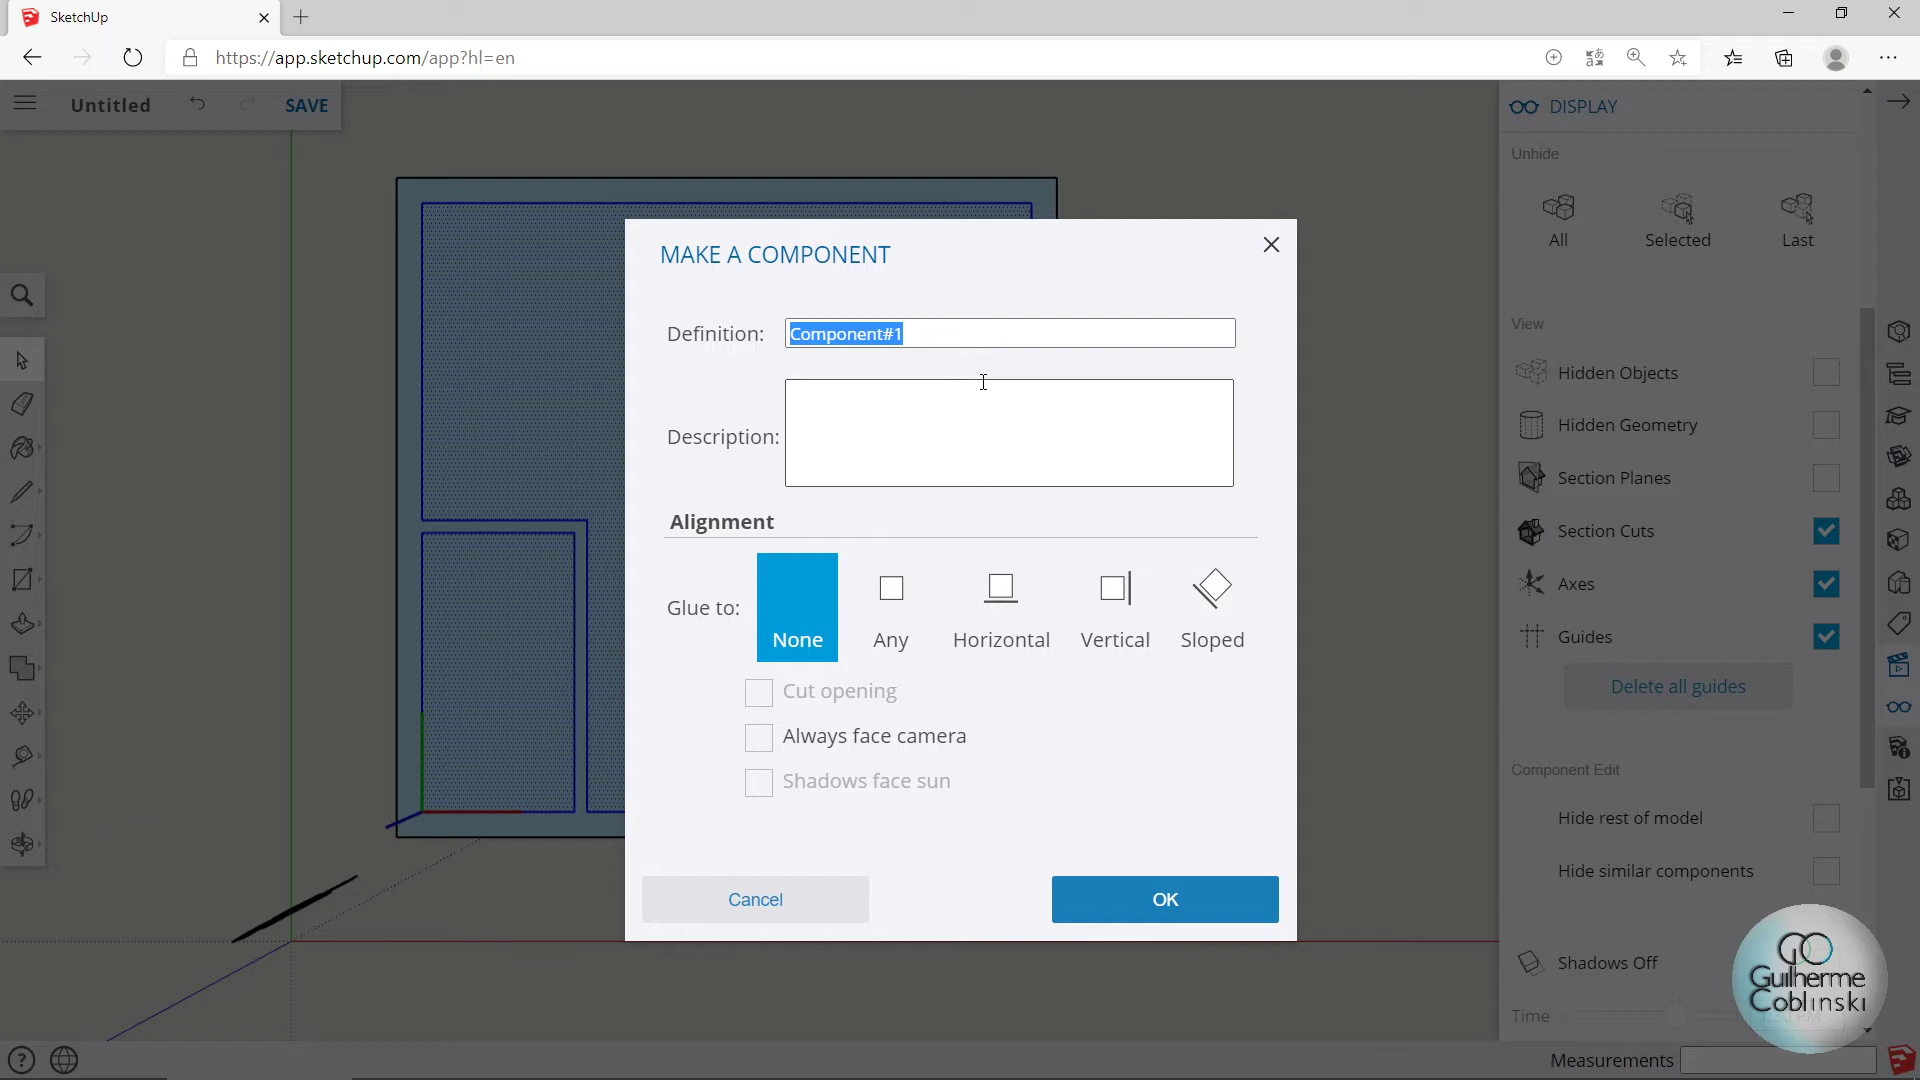 SketchUp
https://app.sketchup.com/app?hl=en
Untitled
SAVE
DISPLAY
Unhide
All
Selected
Last
View
Hidden Objects
Hidden Geometry
Section Planes
Section Cuts
Axes
Guides
Delete all guides
Component Edit
Hide rest of model
Hide similar components
Shadows Off
Time
MAKE A COMPONENT
Definition:
Component#1
Description:
Alignment
Glue to:
None
Any
Horizontal
Vertical
Sloped
Cut opening
Always face camera
Shadows face sun
Cancel
OK
GO
Guilherme
Coblinski
Measurements